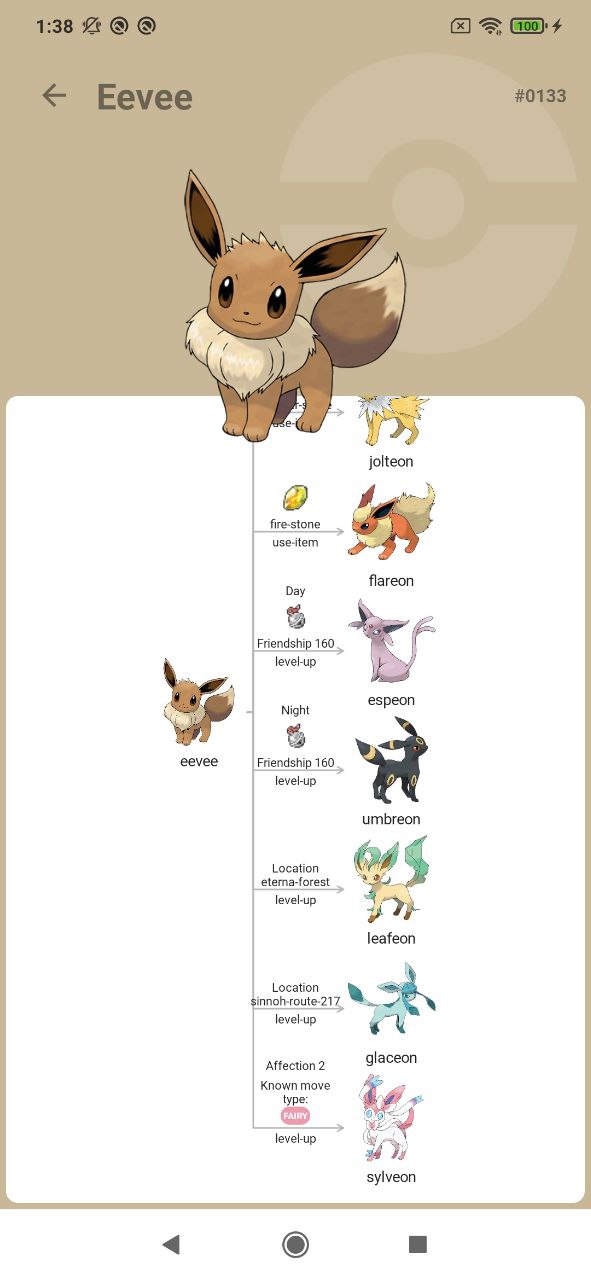 1:38
100
Eevee
#0133
jolteon
fire-stone
use-item
flareon
Day
Friendship 160
level-up
espeon
eevee
Night
Friendship 160
level-up
umbreon
Location
eterna-forest
level-up
leafeon
Location
sinnoh-route-217
level-up
glaceon
Affection 2
Known move
type:
FAIRY
level-up
sylveon